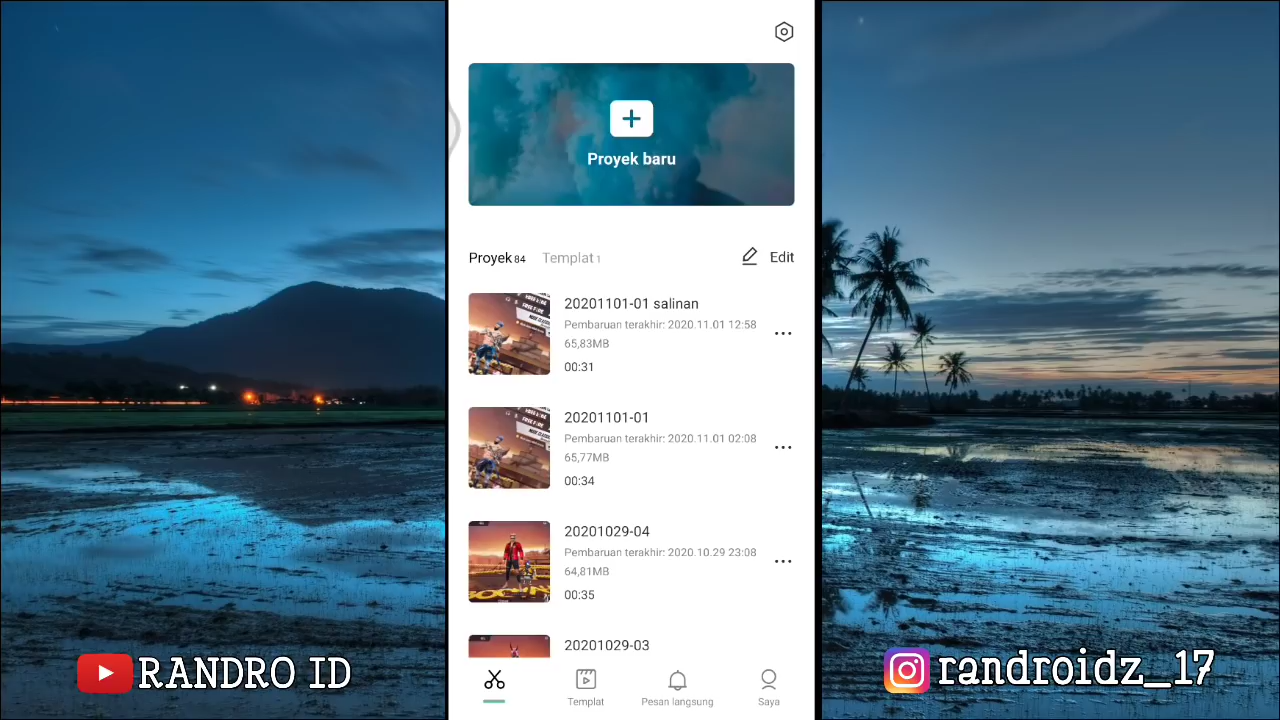 Proyek baru
Proyek 84
Templat 1
Edit
20201101-01 salinan
Pembaruan terakhir: 2020.11.01 12:58
65,83MB
00:31
20201101-01
Pembaruan terakhir: 2020.11.01 02:08
65,77MB
00:34
20201029-04
Pembaruan terakhir: 2020.10.29 23:08
64,81MB
00:35
20201029-03
Templat
Pesan langsung
Saya
RANDRO ID
randroidz_17